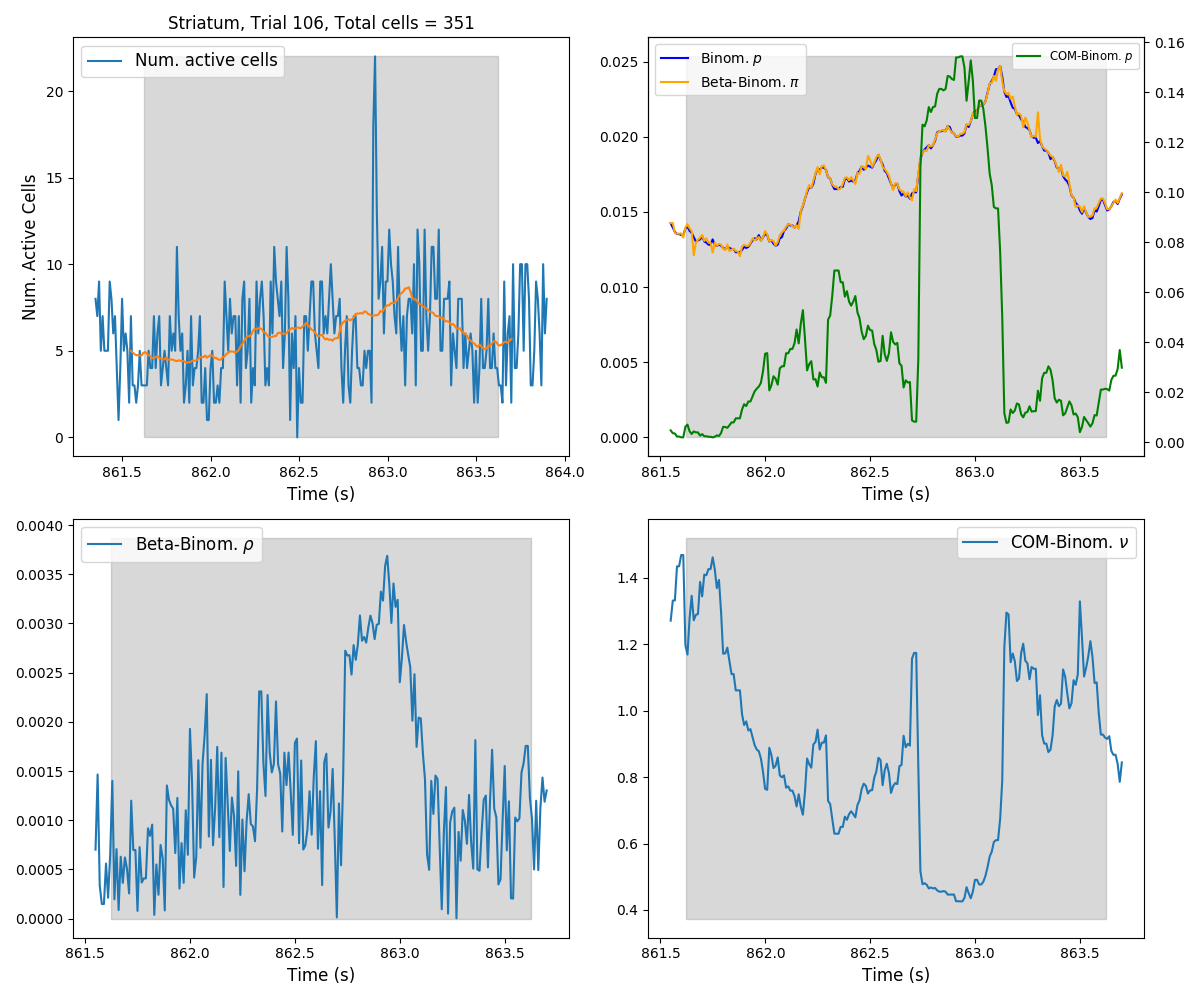 Striatum, Trial 106, Total cells = 351
Num. active cells
Num. Active Cells
20
15
10
5
0
861.5 862.0 862.5 863.0 863.5 864.0
Time (s)
Binom. p
Beta-Binom. π
COM-Binom. p
0.025
0.020
0.015
0.010
0.005
0.000
0.16
0.14
0.12
0.10
0.08
0.06
0.04
0.02
0.00
861.5 862.0 862.5 863.0 863.5
Time (s)
Beta-Binom. ρ
0.0040
0.0035
0.0030
0.0025
0.0020
0.0015
0.0010
0.0005
0.0000
861.5 862.0 862.5 863.0 863.5
Time (s)
COM-Binom. ν
1.4
1.2
1.0
0.8
0.6
0.4
861.5 862.0 862.5 863.0 863.5
Time (s)